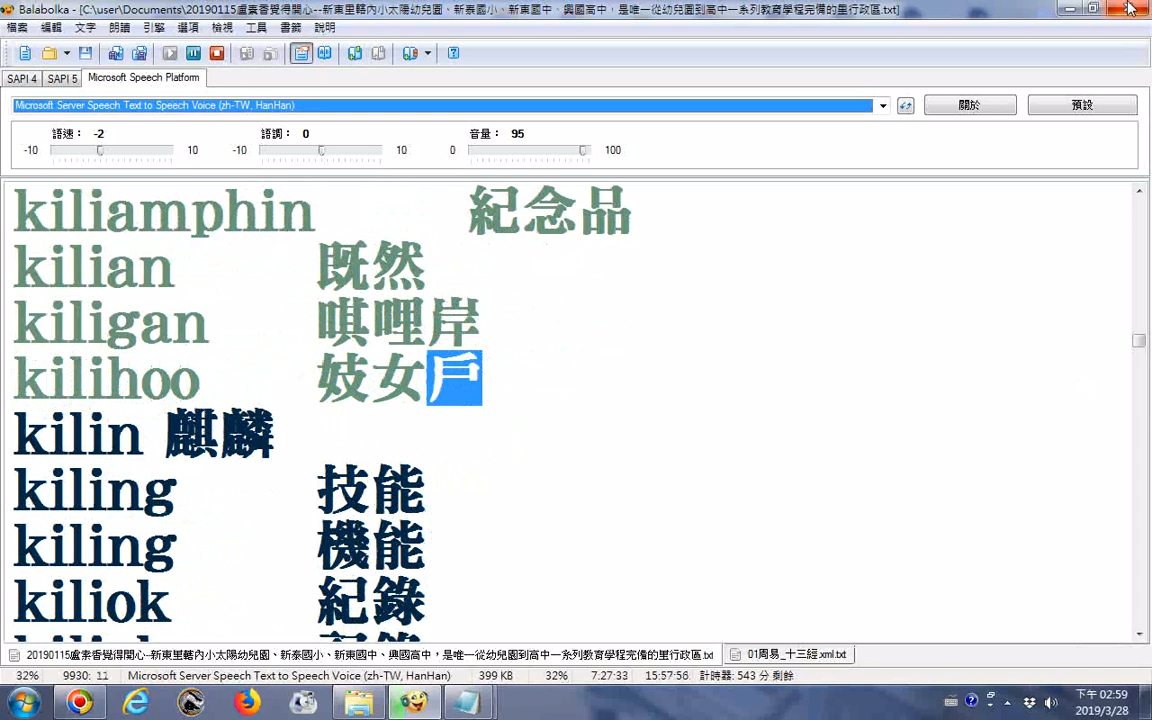 Balabolka - [C:\user\Documents\20190115盧素香覺得開心--新東里轄內小太陽幼兒園、新泰國小、新東國中、興國高中，是唯一從幼兒園到高中一系列教育學程完備的里行政區.txt]
檔案 編輯 文字 朗讀 引擎 選項 檢視 工具 書籤 說明
SAPI 4 SAPI 5 Microsoft Speech Platform
Microsoft Server Speech Text to Speech Voice (zh-TW, HanHan) 關於 預設
語速： -2 語調： 0 音量： 95
-10 10 -10 10 0 100
kiliamphin 紀念品
kilian 既然
kiligan 唭哩岸
kilihoo 妓女戶
kilin 麒麟
kiling 技能
kiling 機能
kiliok 紀錄
20190115盧素香覺得開心--新東里轄內小太陽幼兒園、新泰國小、新東國中、興國高中，是唯一從幼兒園到高中一系列教育學程完備的里行政區.txt 01周易_十三經.xml.txt
32% 9930: 11 Microsoft Server Speech Text to Speech Voice (zh-TW, HanHan) 399 KB 32% 7:27:33 15:57:56 計時器: 543 分 剩餘
下午 02:59
2019/3/28